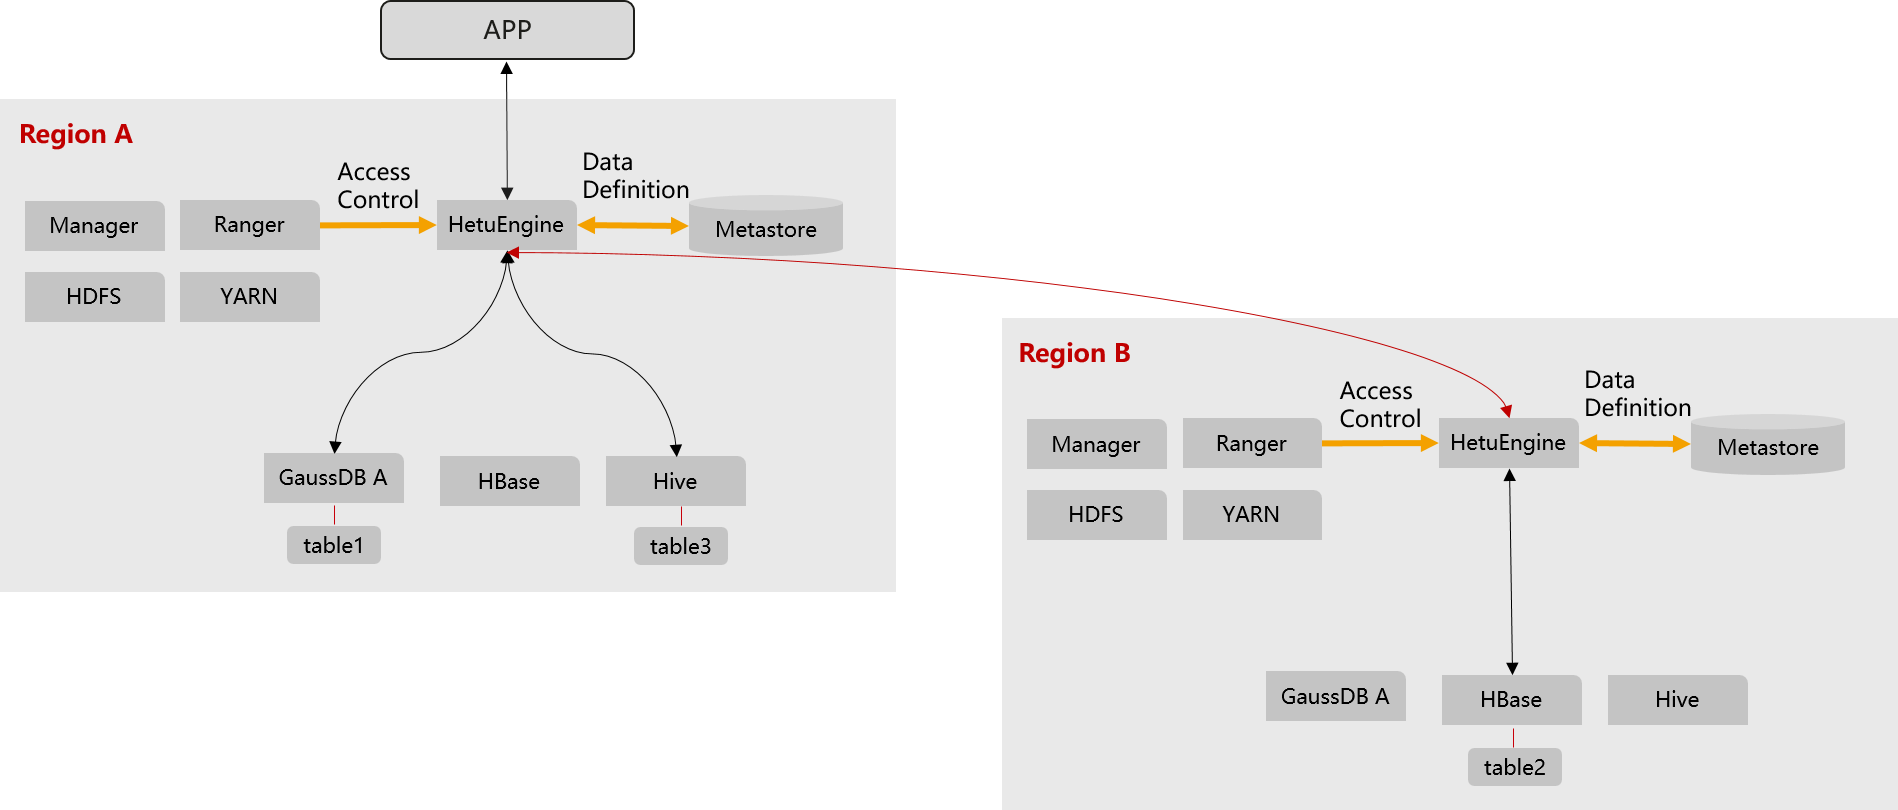 APP
Region A
Access
Control
Data
Definition
Manager
Ranger
HetuEngine
Metastore
HDFS
YARN
GaussDB A
HBase
Hive
table1
table3
Region B
Access
Control
Data
Definition
Manager
Ranger
HetuEngine
Metastore
HDFS
YARN
GaussDB A
HBase
Hive
table2